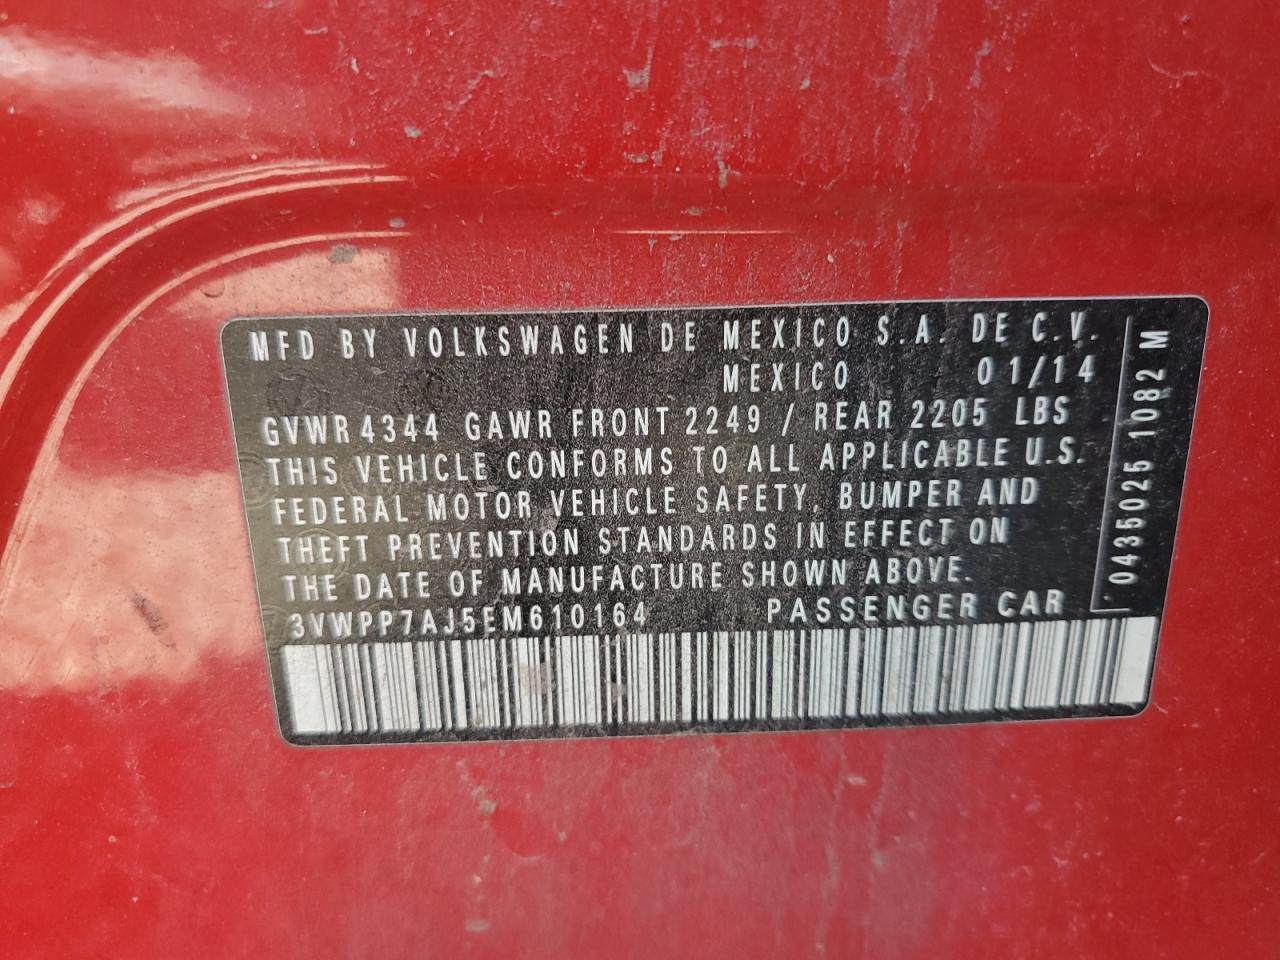 MFD BY VOLKSWAGEN DE MEXICO S.A. DE C.V.
MEXICO 01/14
GVWR 4344 GAWR FRONT 2249 / REAR 2205 LBS
THIS VEHICLE CONFORMS TO ALL APPLICABLE U.S.
FEDERAL MOTOR VEHICLE SAFETY, BUMPER AND
THEFT PREVENTION STANDARDS IN EFFECT ON
THE DATE OF MANUFACTURE SHOWN ABOVE.
3VWPP7AJ5EM610164 PASSENGER CAR
0435025 1082 M